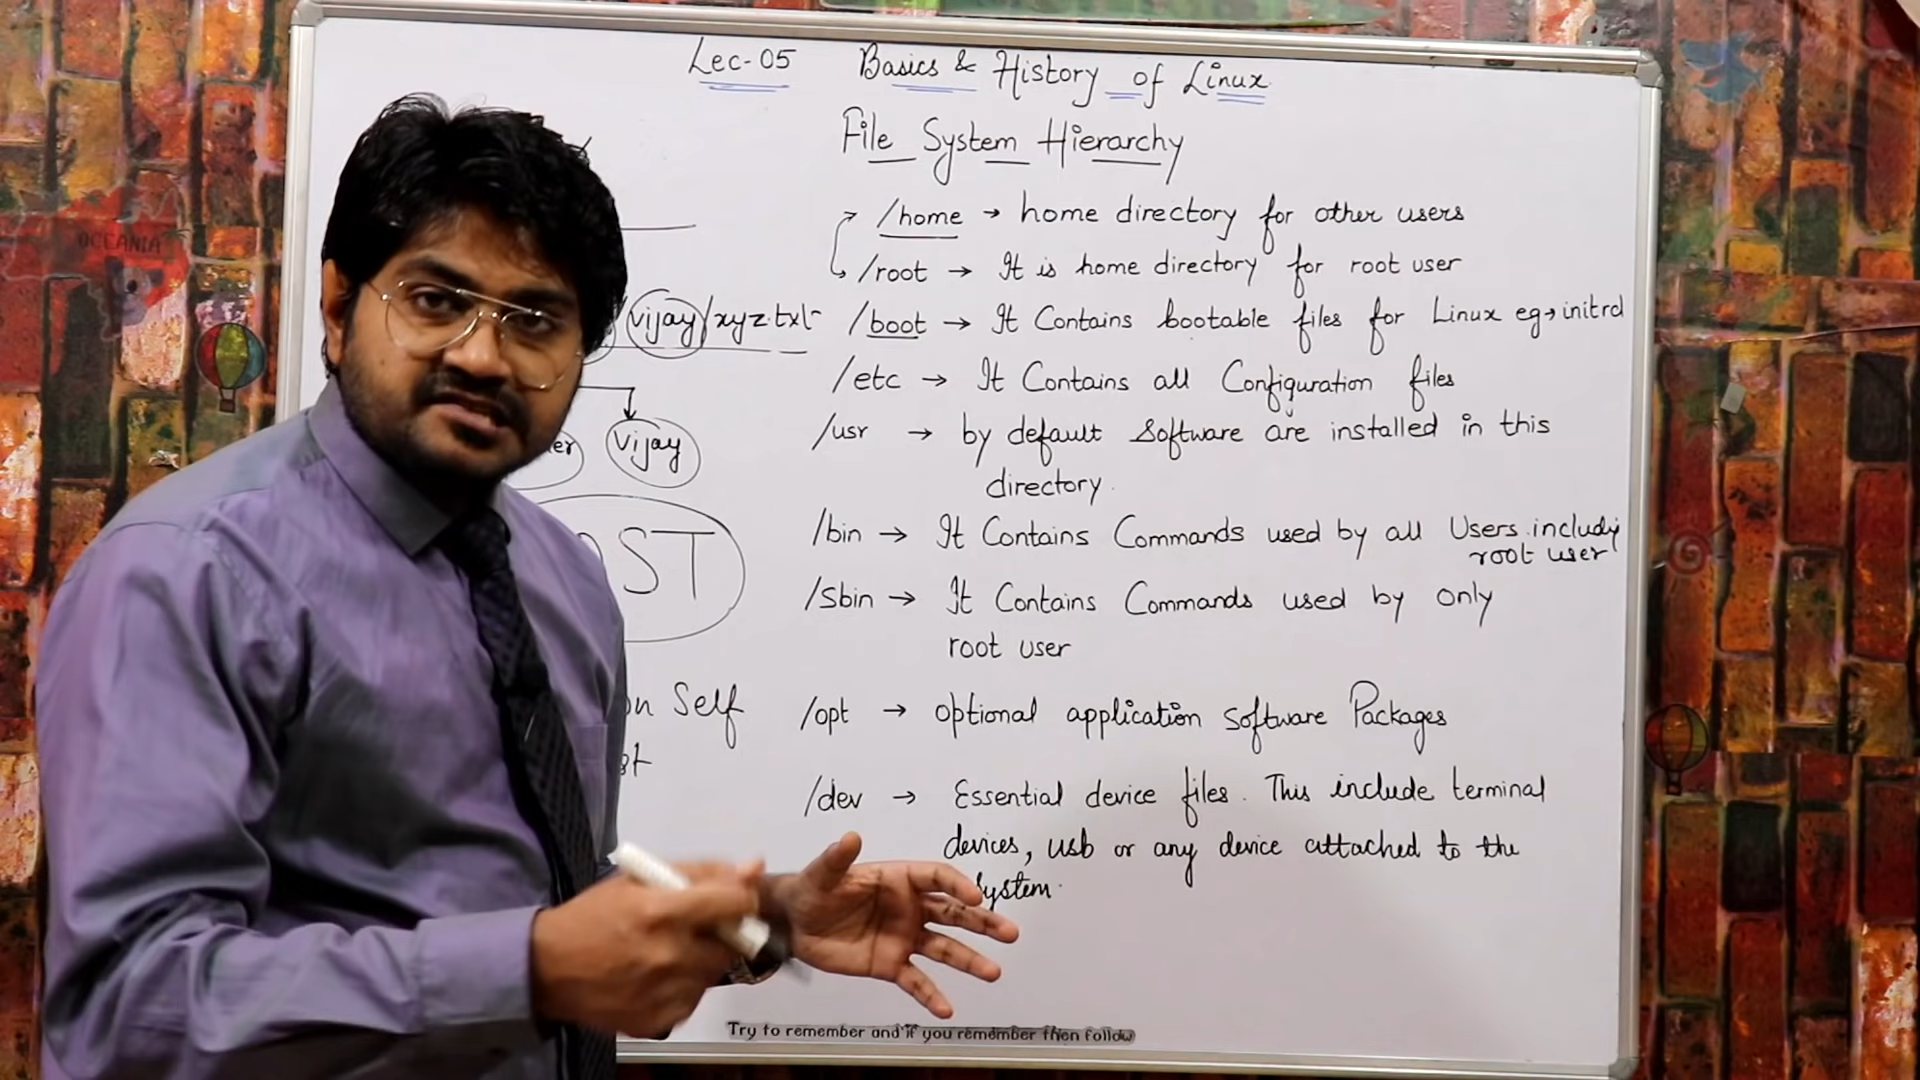 Lec-05 Basics & History of Linux
File System Hierarchy
/home → home directory for other users
/root → It is home directory for root user
vijay/xyz.txt
/boot → It Contains bootable files for Linux eg→initrd
/etc → It Contains all Configuration files
er
vijay
/usr → by default Software are installed in this
directory.
/bin → It Contains Commands used by all Users including
root user
OST
/Sbin → It Contains Commands used by only
root user
on Self
/opt → optional application software Packages
/dev → Essential device files. This include terminal
devices, usb or any device attached to the
system.
OCEANIA
Try to remember and if you remember then follow